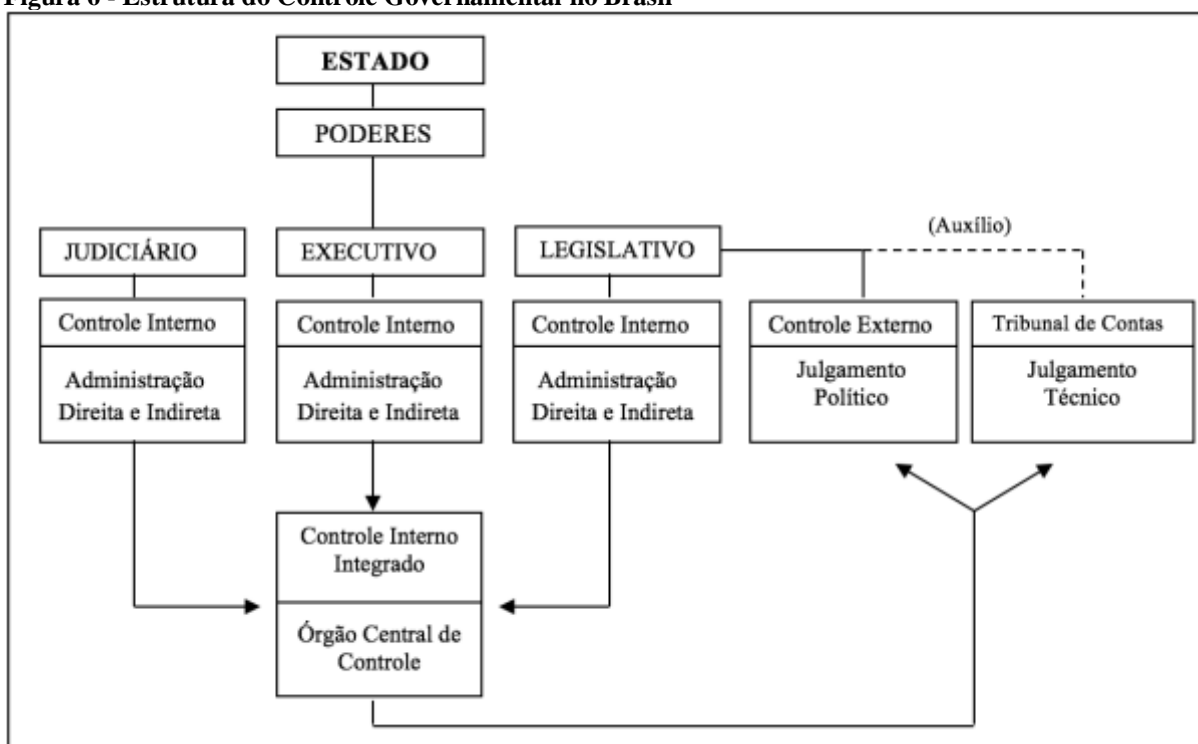 Figura 6 - Estrutura do Controle Governamental no Brasil
ESTADO
PODERES
JUDICIÁRIO
EXECUTIVO
LEGISLATIVO
(Auxílio)
Controle Interno
Administração
Direita e Indireta
Controle Interno
Administração
Direita e Indireta
Controle Interno
Administração
Direita e Indireta
Controle Externo
Julgamento
Político
Tribunal de Contas
Julgamento
Técnico
Controle Interno
Integrado
Órgão Central de
Controle